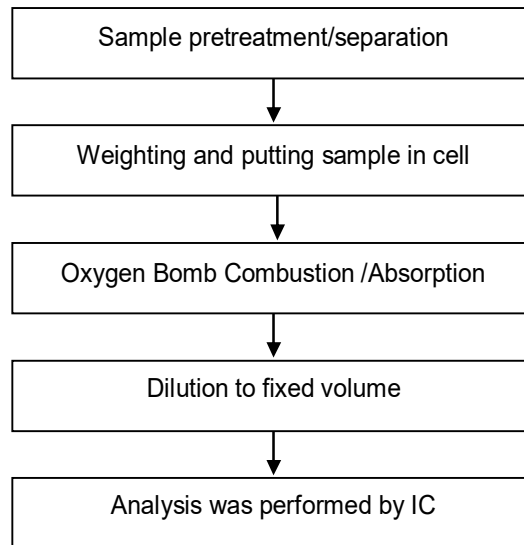 Sample pretreatment/separation
Weighting and putting sample in cell
Oxygen Bomb Combustion /Absorption
Dilution to fixed volume
Analysis was performed by IC